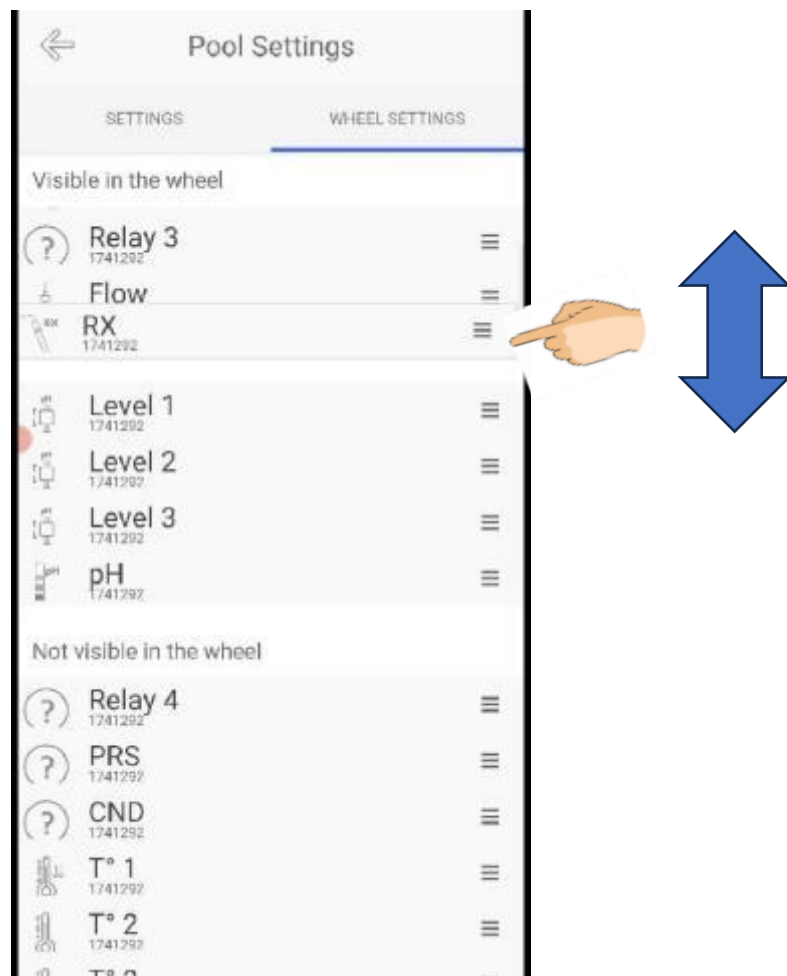 Pool Settings
SETTINGS WHEEL SETTINGS
Visible in the wheel
Relay 3
1741292
Flow
RX
RX
1741292
Level 1
1741292
Level 2
1741292
Level 3
1741292
pH
pH
1741292
Not visible in the wheel
Relay 4
1741292
PRS
1741292
CND
1741292
T° 1
1741292
T° 2
1741292